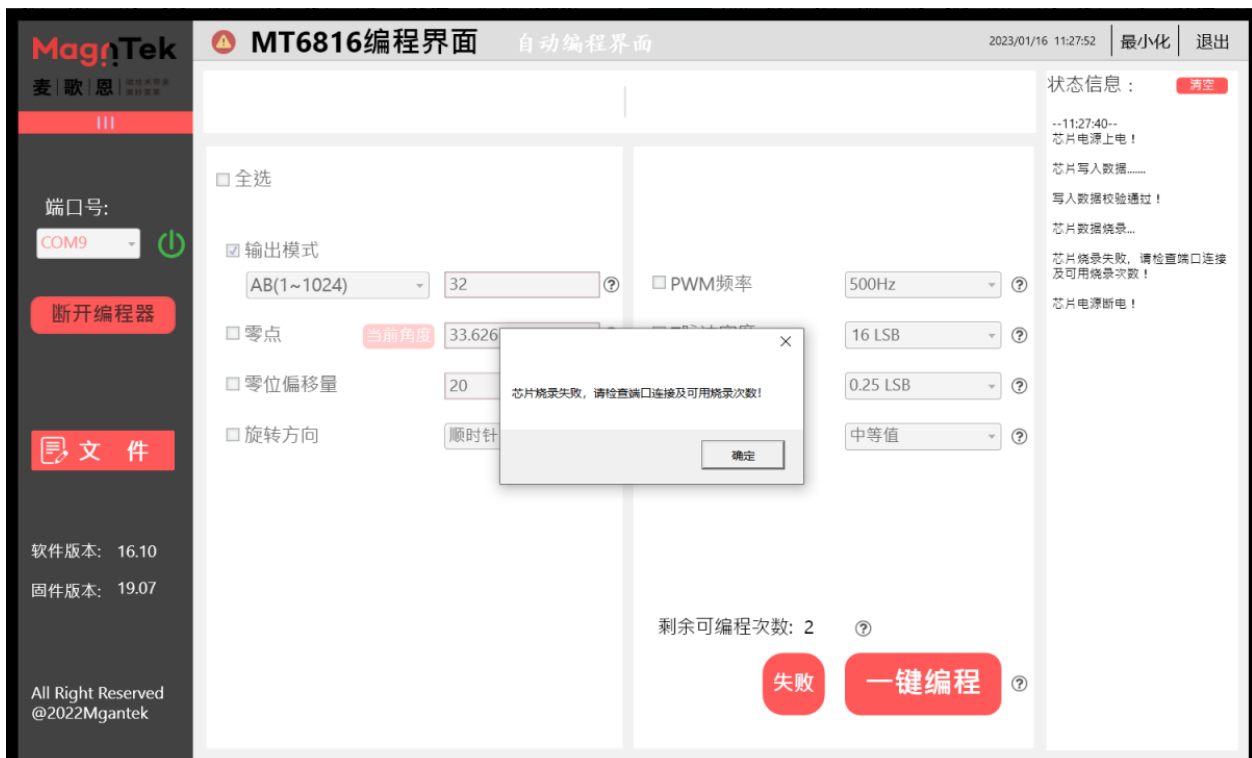 MagnTek
麦|歌|恩
MT6816编程界面
自动编程界面
2023/01/16 11:27:52
最小化
退出
端口号:
COM9
断开编程器
文 件
软件版本: 16.10
固件版本: 19.07
All Right Reserved
@2022Mgantek
全选
输出模式
AB(1~1024)
32
PWM频率
500Hz
零点
当前角度
33.626
16 LSB
零位偏移量
20
0.25 LSB
旋转方向
顺时针
中等值
芯片烧录失败，请检查端口连接及可用烧录次数!
确定
剩余可编程次数: 2
失败
一键编程
状态信息：
清空
--11:27:40--
芯片电源上电！
芯片写入数据......
写入数据校验通过！
芯片数据烧录...
芯片烧录失败，请检查端口连接
及可用烧录次数！
芯片电源断电！